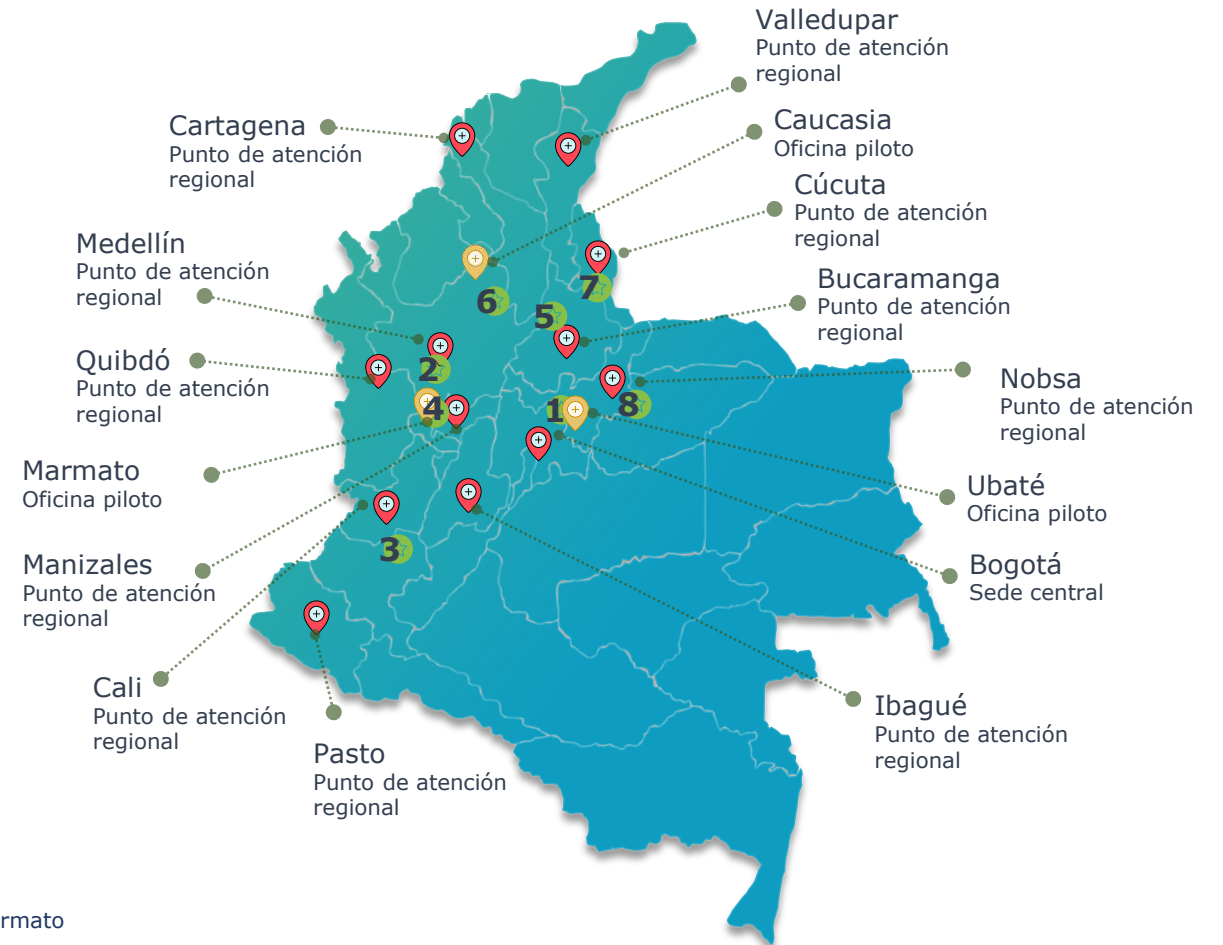 Valledupar
Punto de atención
regional
Cartagena
Punto de atención
regional
Caucasia
Oficina piloto
Cúcuta
Punto de atención
regional
Medellín
Punto de atención
regional
Bucaramanga
Punto de atención
regional
Quibdó
Punto de atención
regional
Nobsa
Punto de atención
regional
Marmato
Oficina piloto
Ubaté
Oficina piloto
Manizales
Punto de atención
regional
Bogotá
Sede central
Cali
Punto de atención
regional
Ibagué
Punto de atención
regional
Pasto
Punto de atención
regional
7
6
5
2
4
1
8
3
rmato